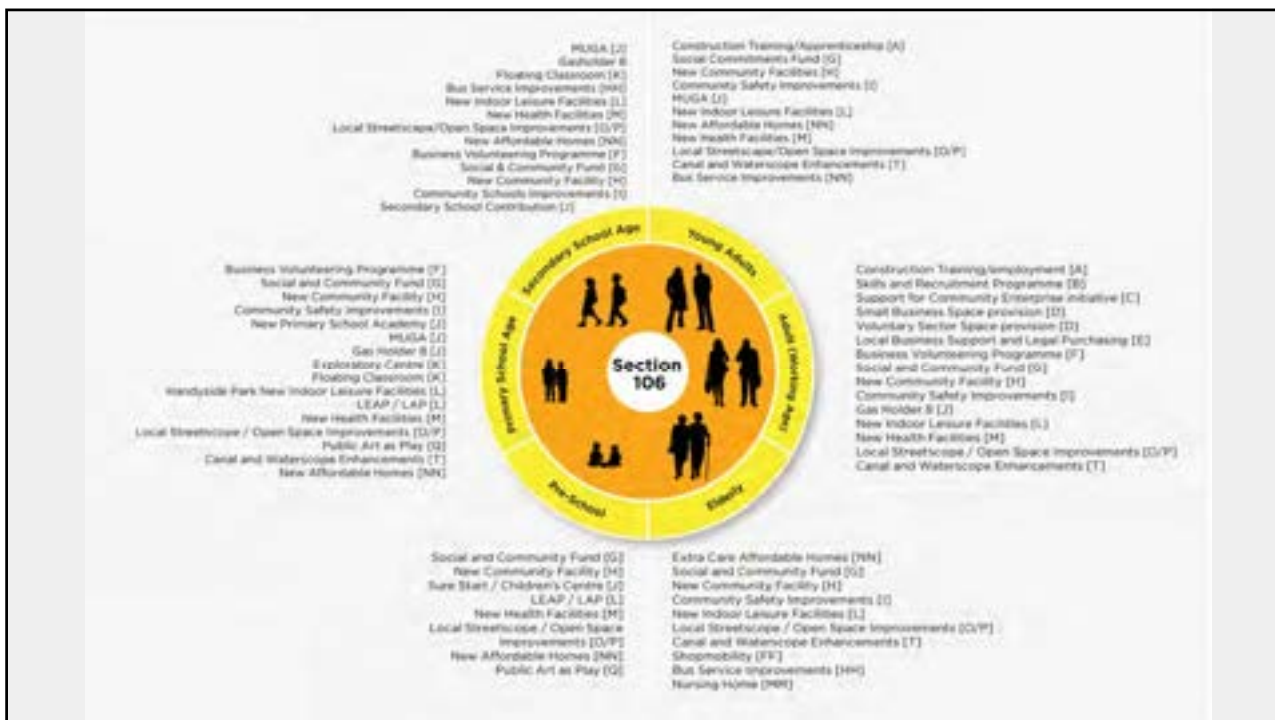 MUGA [J]
Gasholder 8
Floating Classroom [K]
Bus Service Improvements [HH]
New Indoor Leisure Facilities [L]
New Health Facilities [M]
Local Streetscape/Open Space Improvements [O/P]
New Affordable Homes [NN]
Business Volunteering Programme [F]
Social & Community Fund [G]
New Community Facility [H]
Community Schools Improvements [I]
Secondary School Contribution [J]
Construction Training/Apprenticeship [A]
Social Commitments Fund [G]
New Community Facilities [H]
Community Safety Improvements [I]
MUGA [J]
New Indoor Leisure Facilities [L]
New Affordable Homes [NN]
New Health Facilities [M]
Local Streetscape/Open Space Improvements [O/P]
Canal and Waterscope Enhancements [T]
Bus Service Improvements [NN]
Secondary School Age
Young Adults
Primary School Age
Adult (Working Age)
Pre-School
Elderly
Section
106
Business Volunteering Programme [F]
Social and Community Fund [G]
New Community Facility [H]
Community Safety Improvements [I]
New Primary School Academy [J]
MUGA [J]
Gas Holder 8 [J]
Exploratory Centre [K]
Floating Classroom [K]
Handyside Park New Indoor Leisure Facilities [L]
LEAP / LAP [L]
New Health Facilities [M]
Local Streetscope / Open Space Improvements [O/P]
Public Art as Play [Q]
Canal and Waterscope Enhancements [T]
New Affordable Homes [NN]
Construction Training/employment [A]
Skills and Recruitment Programme [B]
Support for Community Enterprise initiative [C]
Small Business Space provision [D]
Voluntary Sector Space provision [D]
Local Business Support and Legal Purchasing [E]
Business Volunteering Programme [F]
Social and Community Fund [G]
New Community Facility [H]
Community Safety Improvements [I]
Gas Holder 8 [J]
New Indoor Leisure Facilities [L]
New Health Facilities [M]
Local Streetscope / Open Space Improvements [O/P]
Canal and Waterscope Enhancements [T]
Social and Community Fund [G]
New Community Facility [H]
Sure Start / Children's Centre [J]
LEAP / LAP [L]
New Health Facilities [M]
Local Streetscope / Open Space
Improvements [O/P]
New Affordable Homes [NN]
Public Art as Play [Q]
Extra Care Affordable Homes [NN]
Social and Community Fund [G]
New Community Facility [H]
Community Safety Improvements [I]
New Indoor Leisure Facilities [L]
Local Streetscope / Open Space Improvements [O/P]
Canal and Waterscope Enhancements [T]
Shopmobility [FF]
Bus Service Improvements [HH]
Nursing Home [MM]